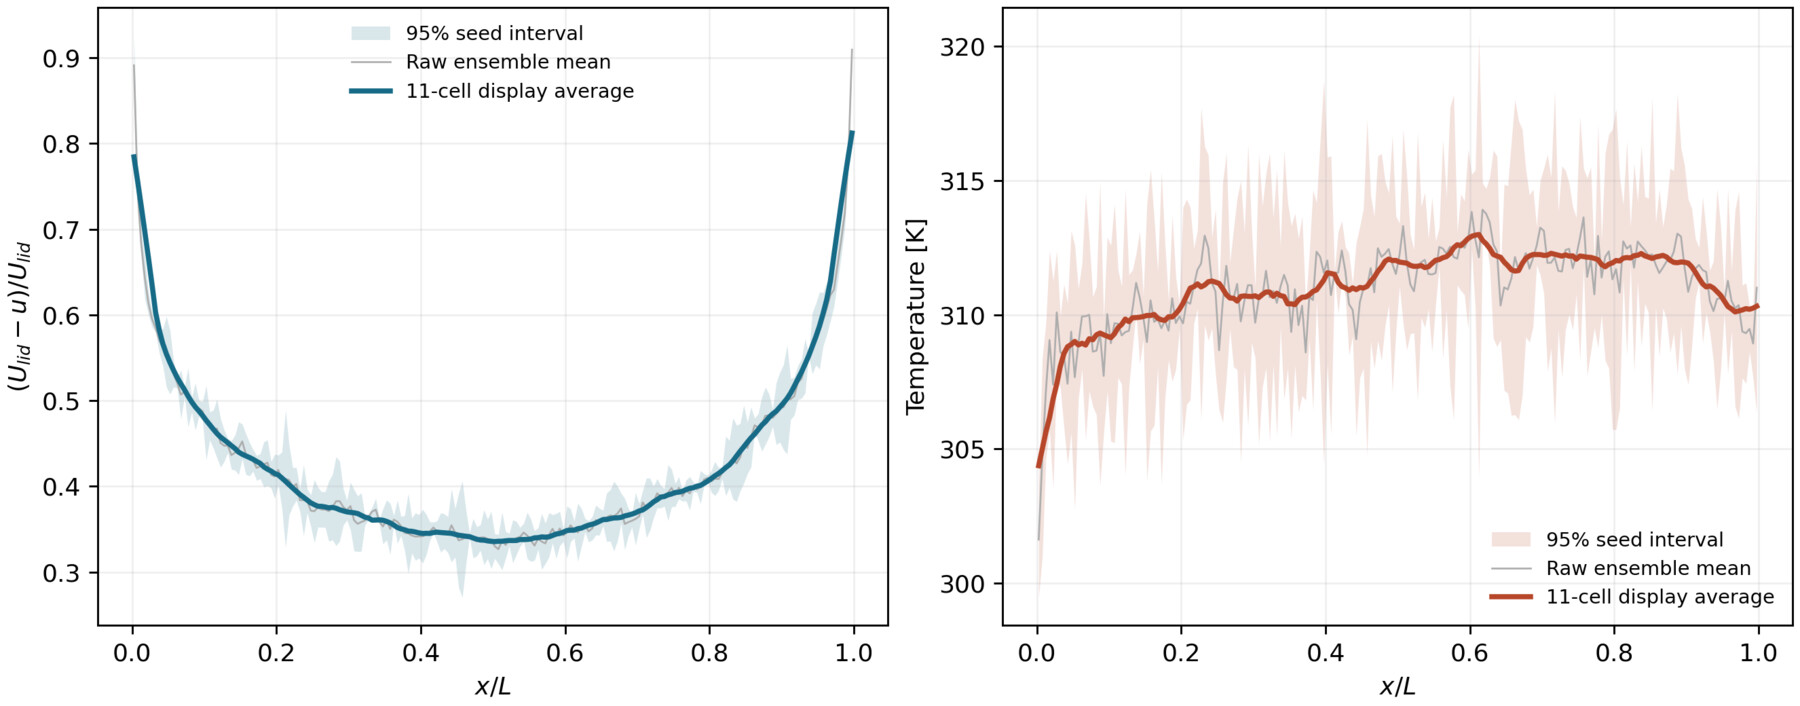 (U_lid − u)/U_lid
0.9
0.8
0.7
0.6
0.5
0.4
0.3
95% seed interval
Raw ensemble mean
11-cell display average
0.0 0.2 0.4 0.6 0.8 1.0
x/L
Temperature [K]
320
315
310
305
300
95% seed interval
Raw ensemble mean
11-cell display average
0.0 0.2 0.4 0.6 0.8 1.0
x/L